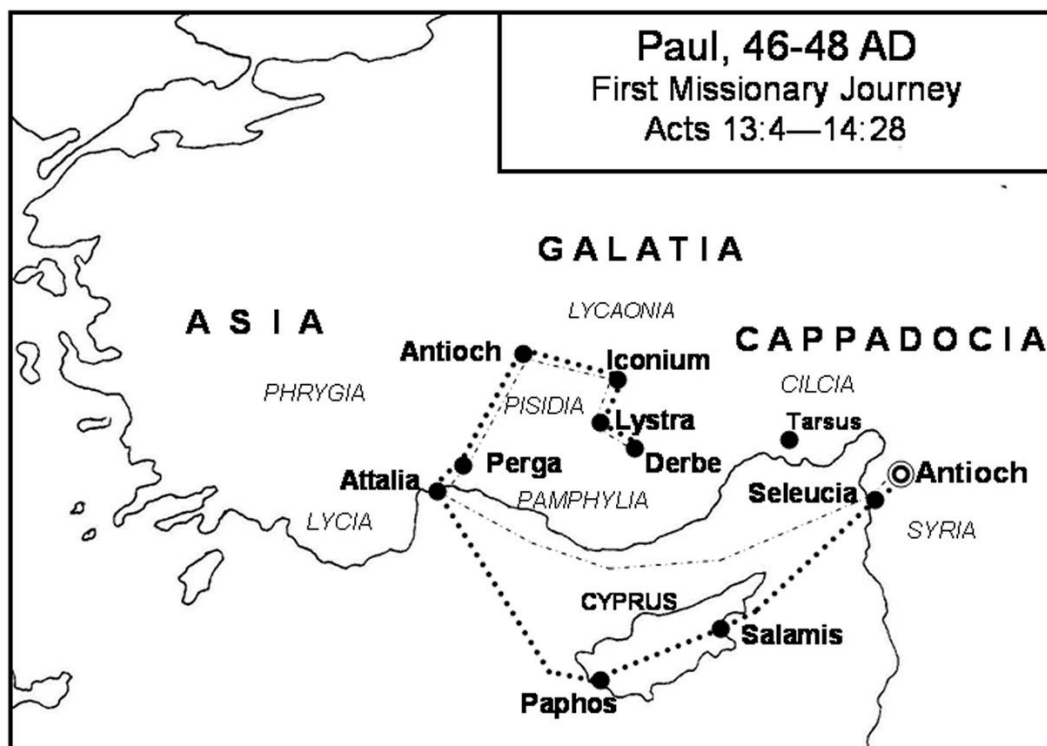 Paul, 46-48 AD
First Missionary Journey
Acts 13:4—14:28
GALATIA
LYCAONIA
ASIA
CAPPADOCIA
Antioch
Iconium
PHRYGIA
PISIDIA
CILCIA
Lystra
Tarsus
Perga
Derbe
Attalia
PAMPHYLIA
Seleucia
Antioch
LYCIA
SYRIA
CYPRUS
Salamis
Paphos